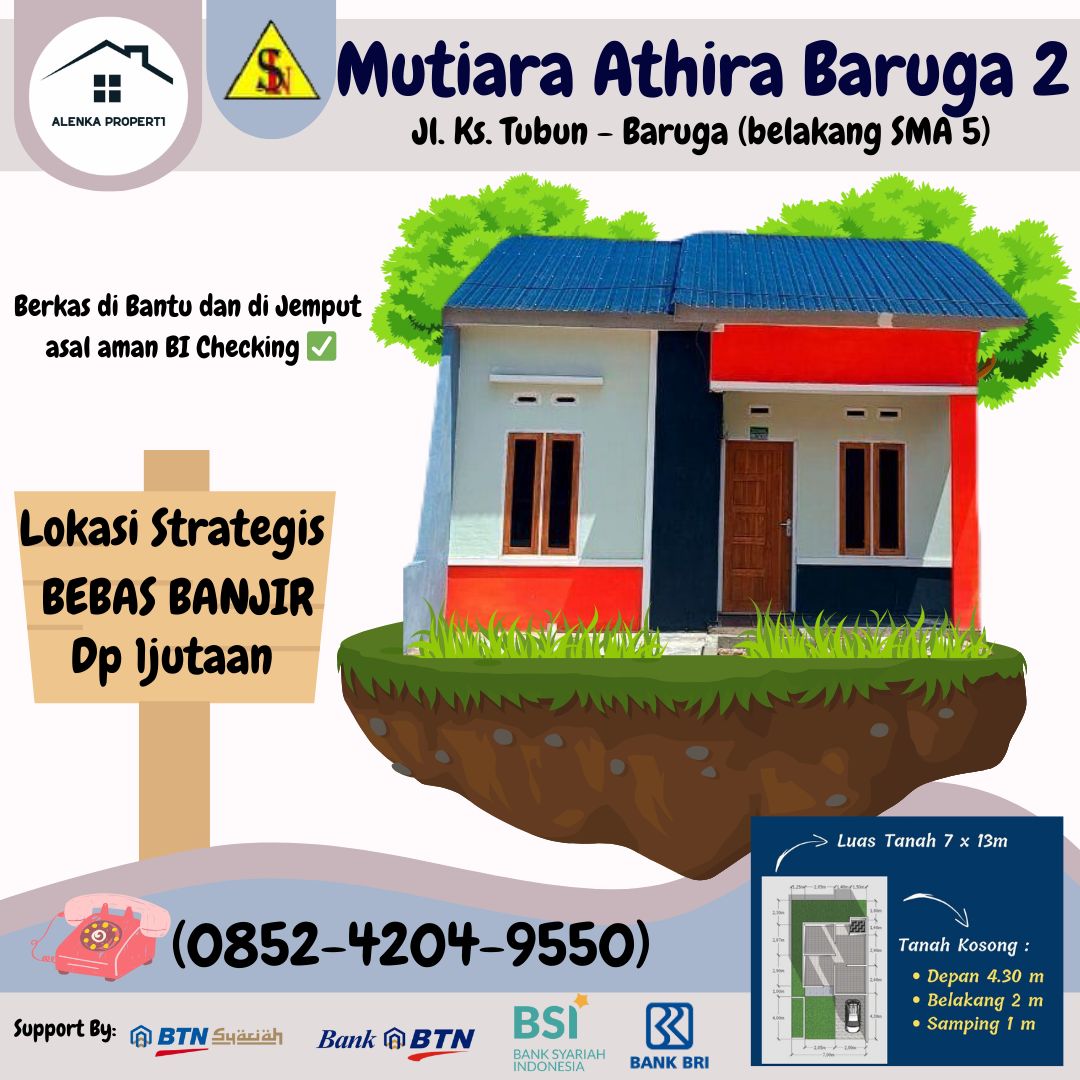 ALENKA PROPERTI
SLN
Mutiara Athira Baruga 2
Jl. Ks. Tubun - Baruga (belakang SMA 5)
Berkas di Bantu dan di Jemput
asal aman BI Checking ✅
Lokasi Strategis
BEBAS BANJIR
Dp 1jutaan
Luas Tanah 7 x 13m
Tanah Kosong :
• Depan 4.30 m
• Belakang 2 m
• Samping 1 m
(0852-4204-9550)
Support By:
BTN Syariah
Bank BTN
BSI
BANK SYARIAH
INDONESIA
BANK BRI